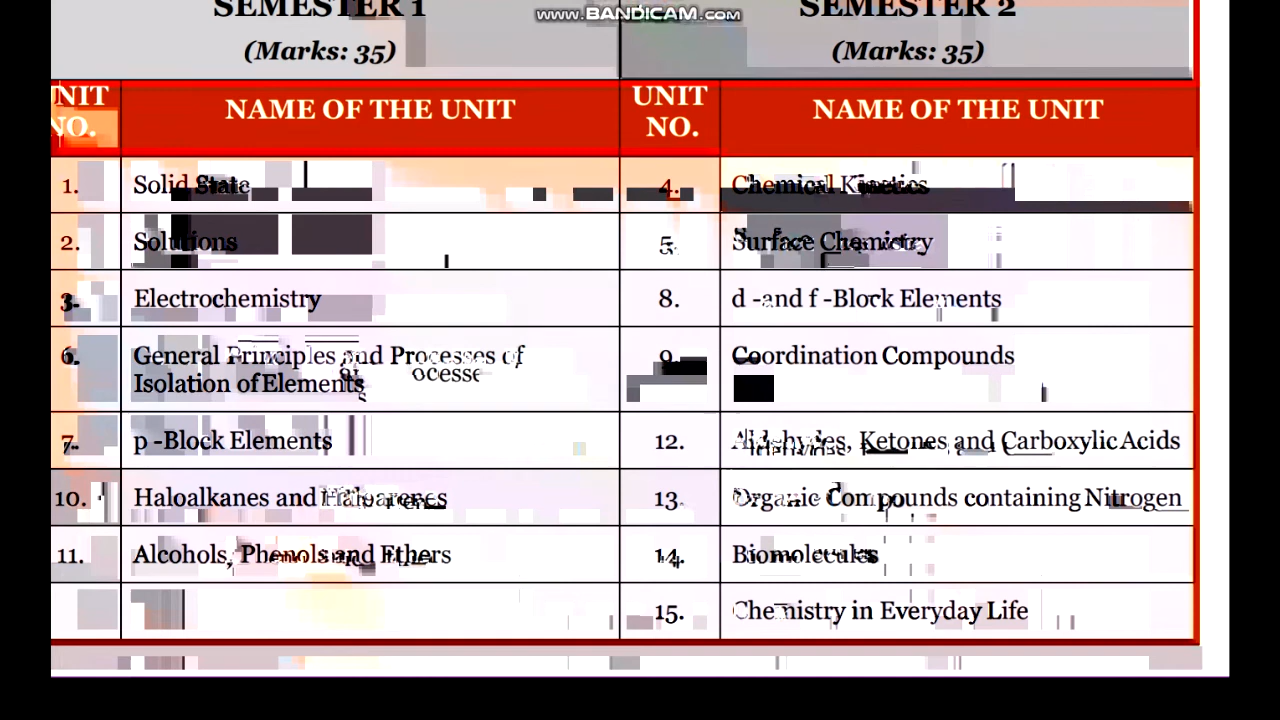 www.BANDICAM.com
SEMESTER 1 SEMESTER 2
(Marks: 35) (Marks: 35)
UNIT NO. NAME OF THE UNIT UNIT NO. NAME OF THE UNIT
1. Solid State 4. Chemical Kinetics
2. Solutions 5. Surface Chemistry
3. Electrochemistry 8. d -and f -Block Elements
6. General Principles and Processes of 9. Coordination Compounds
Isolation of Elements
7. p -Block Elements 12. Aldehydes, Ketones and Carboxylic Acids
10. Haloalkanes and Haloarenes 13. Organic Compounds containing Nitrogen
11. Alcohols, Phenols and Ethers 14. Biomolecules
15. Chemistry in Everyday Life